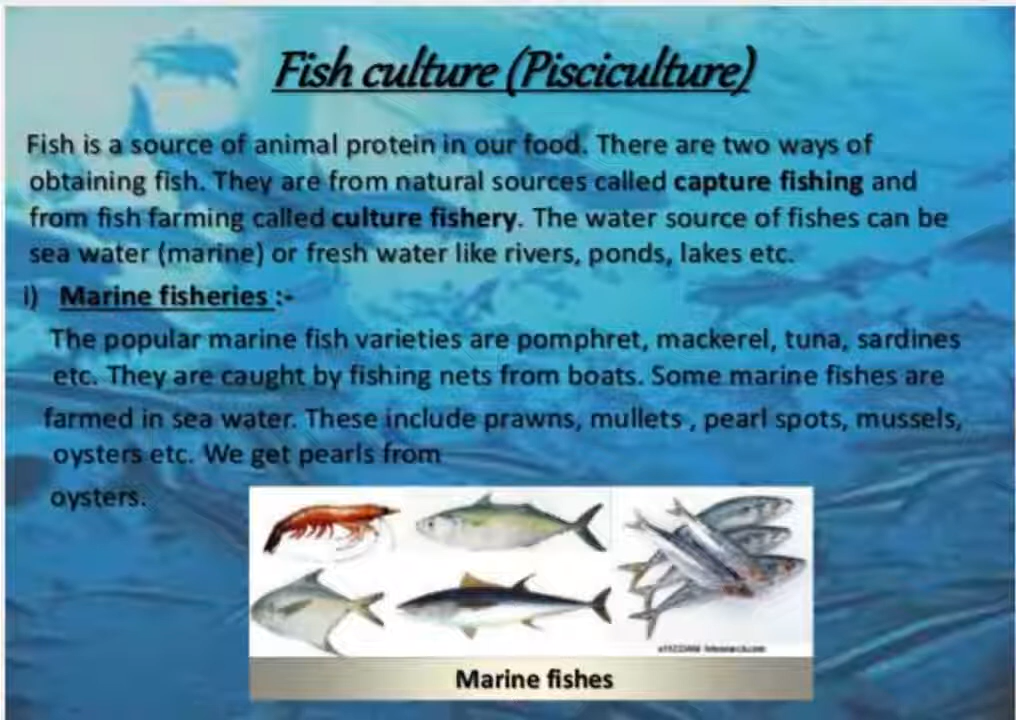 Fish culture (Pisciculture)
Fish is a source of animal protein in our food. There are two ways of
obtaining fish. They are from natural sources called capture fishing and
from fish farming called culture fishery. The water source of fishes can be
sea water (marine) or fresh water like rivers, ponds, lakes etc.
i) Marine fisheries :-
The popular marine fish varieties are pomphret, mackerel, tuna, sardines
etc. They are caught by fishing nets from boats. Some marine fishes are
farmed in sea water. These include prawns, mullets , pearl spots, mussels,
oysters etc. We get pearls from
oysters.
Marine fishes